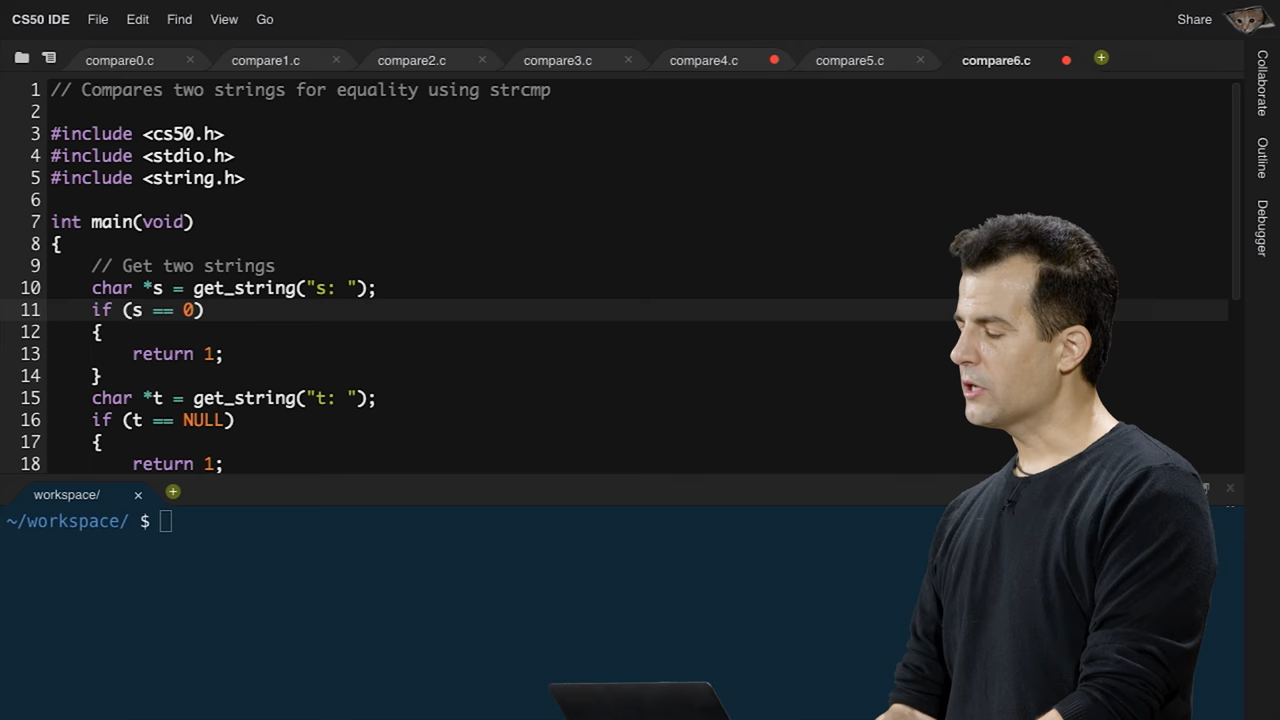 CS50 IDE File Edit Find View Go Share
compare0.c compare1.c compare2.c compare3.c compare4.c compare5.c compare6.c
Collaborate
Outline
Debugger
1 // Compares two strings for equality using strcmp
2
3 #include <cs50.h>
4 #include <stdio.h>
5 #include <string.h>
6
7 int main(void)
8 {
9 // Get two strings
10 char *s = get_string("s: ");
11 if (s == 0)
12 {
13 return 1;
14 }
15 char *t = get_string("t: ");
16 if (t == NULL)
17 {
18 return 1;
workspace/
~/workspace/ $